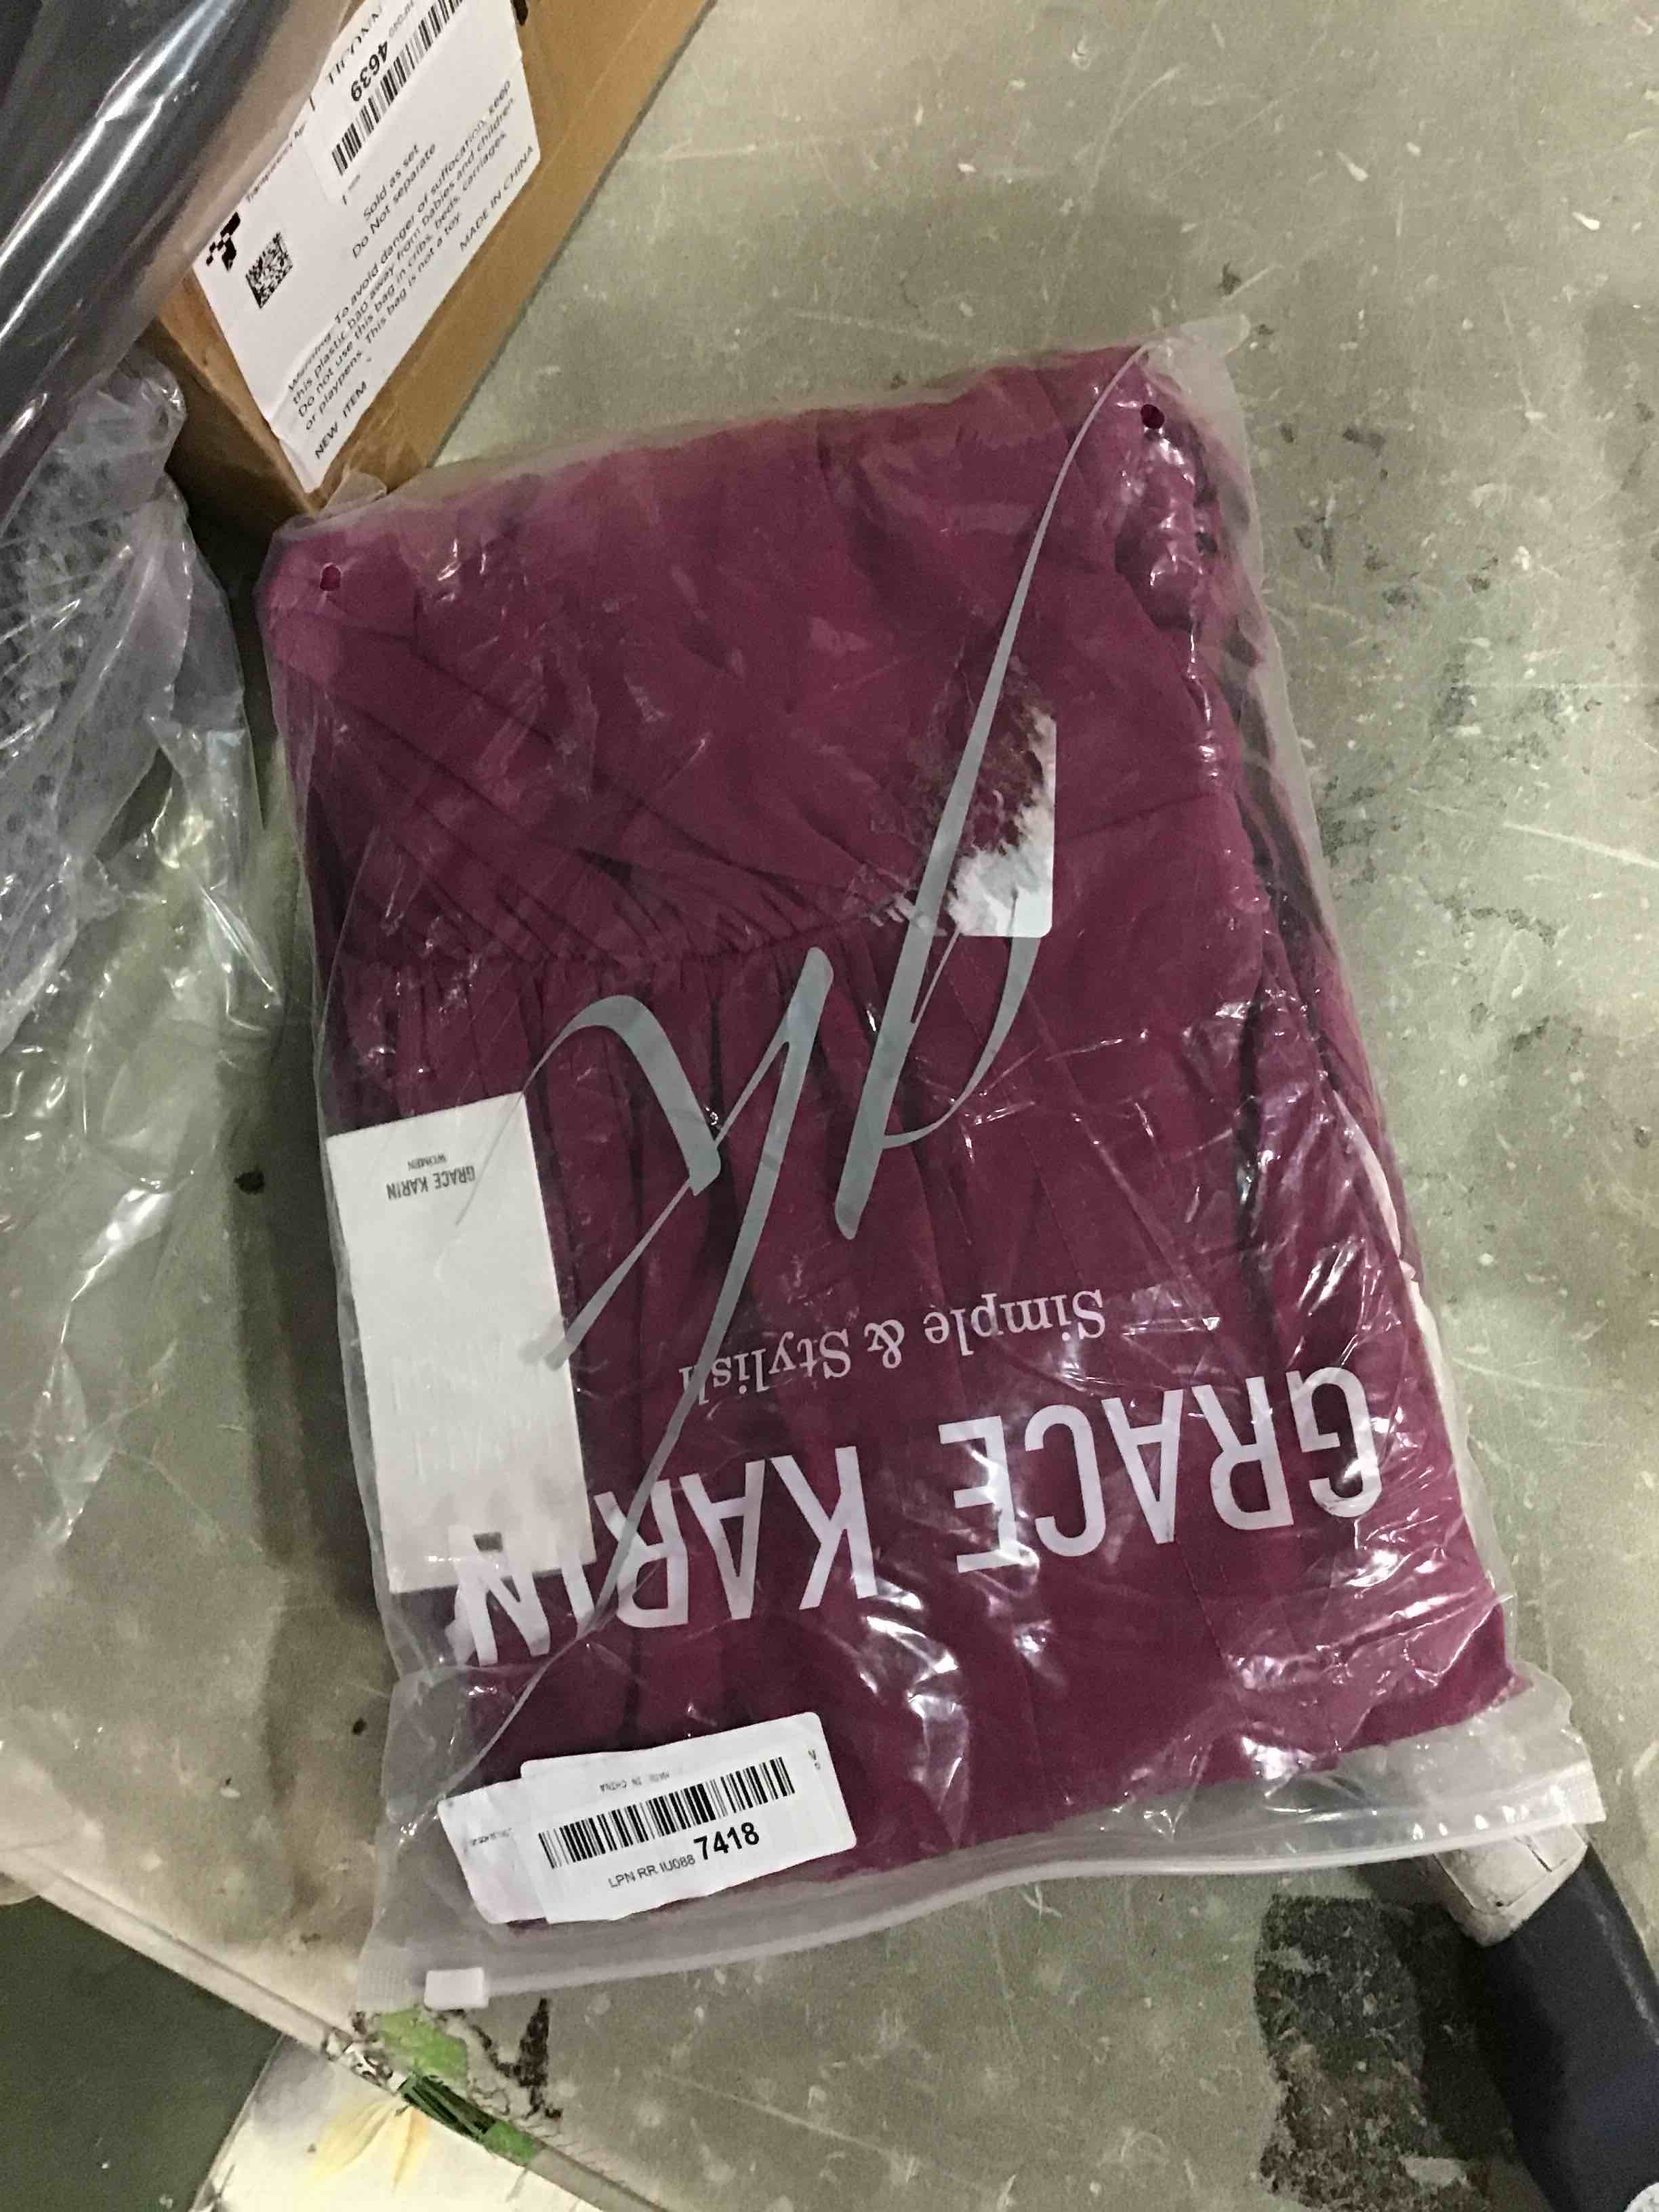 TICONN
4639
Transparency
Sold as set
Do Not separate
Warning: To avoid danger of suffocation, keep
this plastic bag away from babies and children.
Do not use this bag in cribs, beds, carriages,
or playpens. This bag is not a toy
NEW ITEM
MADE IN CHINA
GRACE KARIN
WOMEN
GRACE KARIN
Simple & Stylish
gk
MADE IN CHINA
LPN RR IU088 7418